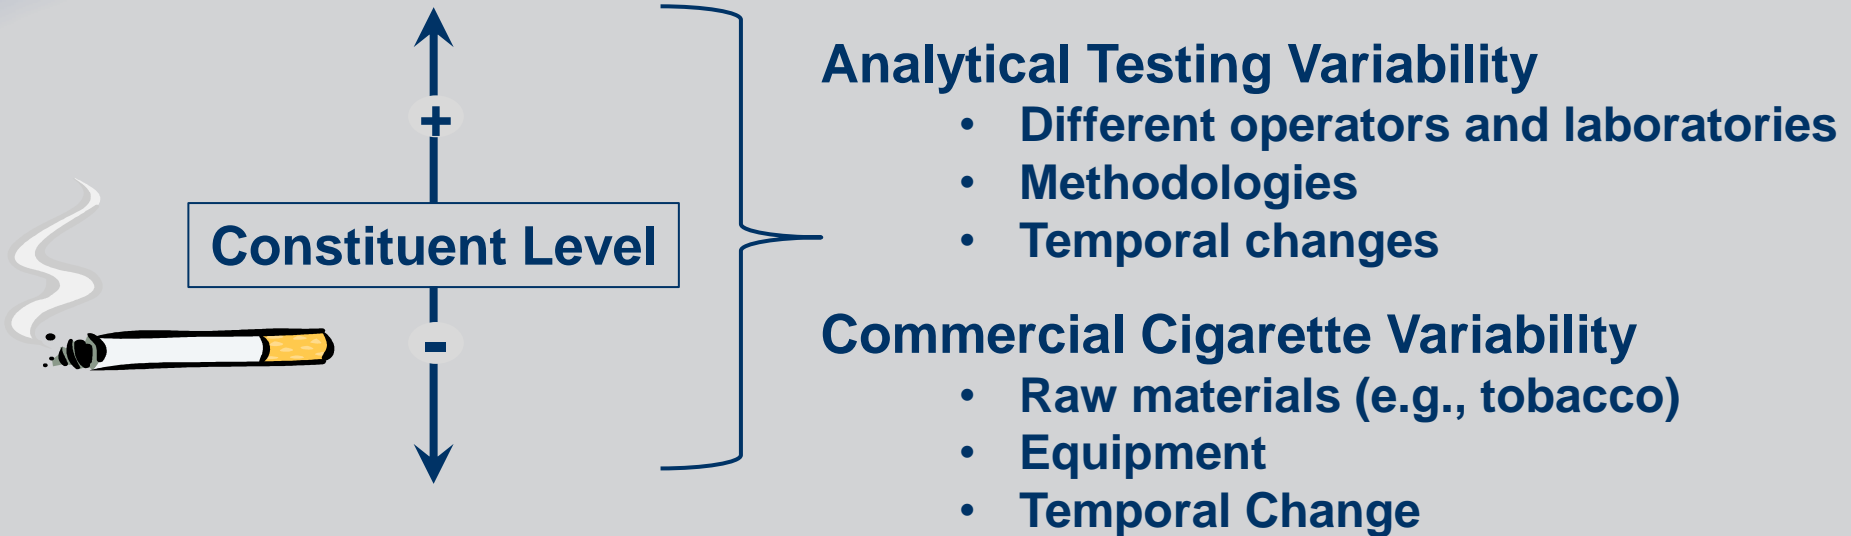 +
Constituent Level
-
Analytical Testing Variability
• Different operators and laboratories
• Methodologies
• Temporal changes
Commercial Cigarette Variability
• Raw materials (e.g., tobacco)
• Equipment
• Temporal Change